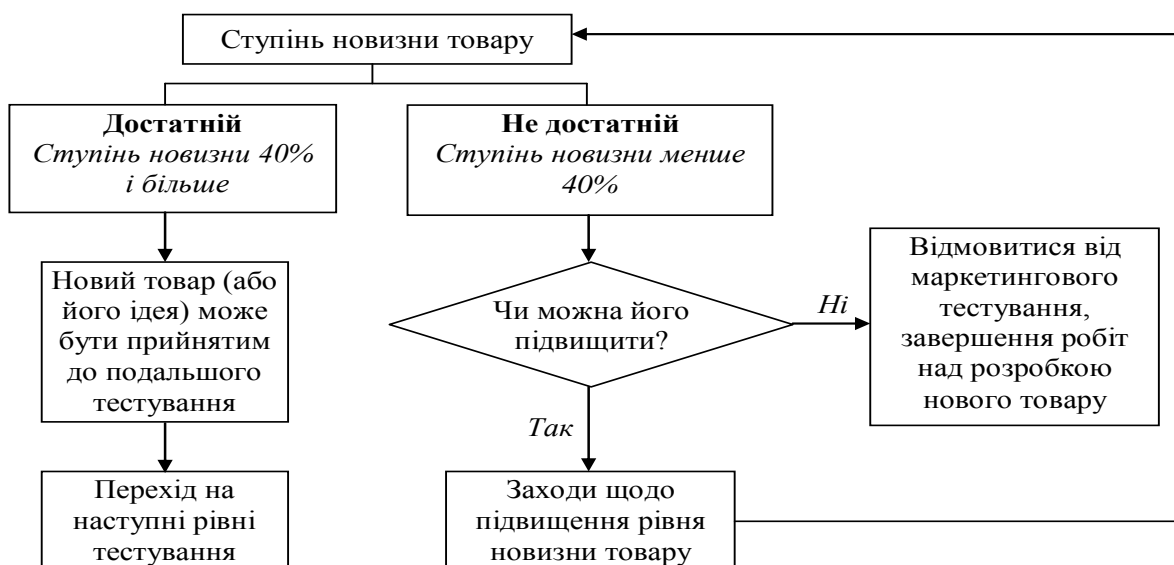 Ступінь новизни товару
Достатній
Ступінь новизни 40%
і більше
Не достатній
Ступінь новизни менше
40%
Новий товар (або
його ідея) може
бути прийнятим
до подальшого
тестування
Чи можна його
підвищити?
Ні
Відмовитися від
маркетингового
тестування,
завершення робіт
над розробкою
нового товару
Так
Перехід на
наступні рівні
тестування
Заходи щодо
підвищення рівня
новизни товару